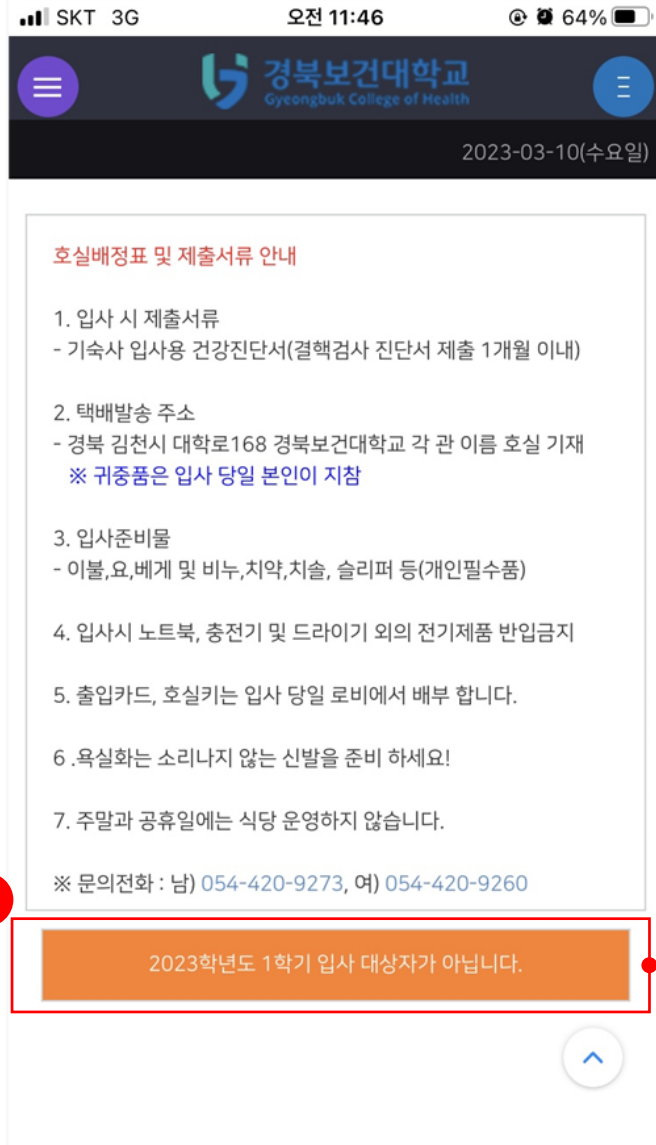 SKT 3G 오전 11:46 64%
경북보건대학교
Gyeongbuk College of Health
2023-03-10(수요일)
호실배정표 및 제출서류 안내
1. 입사 시 제출서류
- 기숙사 입사용 건강진단서(결핵검사 진단서 제출 1개월 이내)
2. 택배발송 주소
- 경북 김천시 대학로168 경북보건대학교 각 관 이름 호실 기재
※ 귀중품은 입사 당일 본인이 지참
3. 입사준비물
- 이불,요,베게 및 비누,치약,치솔, 슬리퍼 등(개인필수품)
4. 입사시 노트북, 충전기 및 드라이기 외의 전기제품 반입금지
5. 출입카드, 호실키는 입사 당일 로비에서 배부 합니다.
6 .욕실화는 소리나지 않는 신발을 준비 하세요!
7. 주말과 공휴일에는 식당 운영하지 않습니다.
※ 문의전화 : 남) 054-420-9273, 여) 054-420-9260
2023학년도 1학기 입사 대상자가 아닙니다.